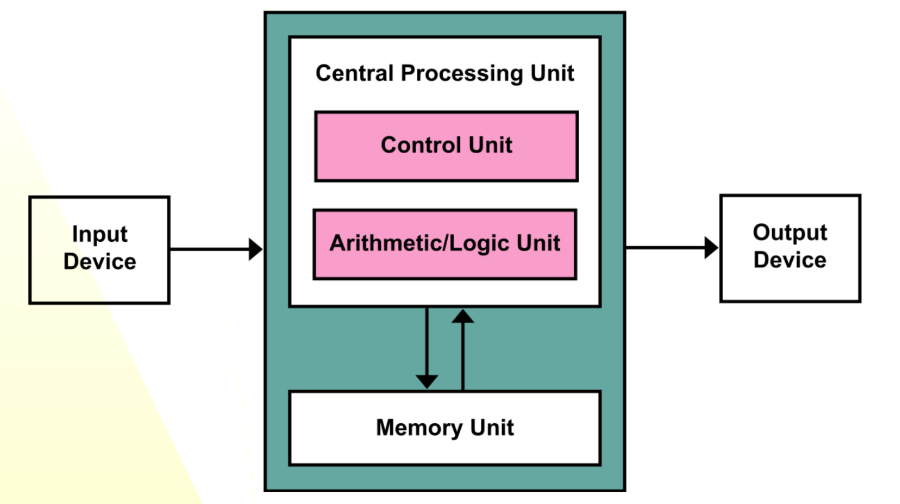 Central Processing Unit
Control Unit
Arithmetic/Logic Unit
Input
Device
Output
Device
Memory Unit